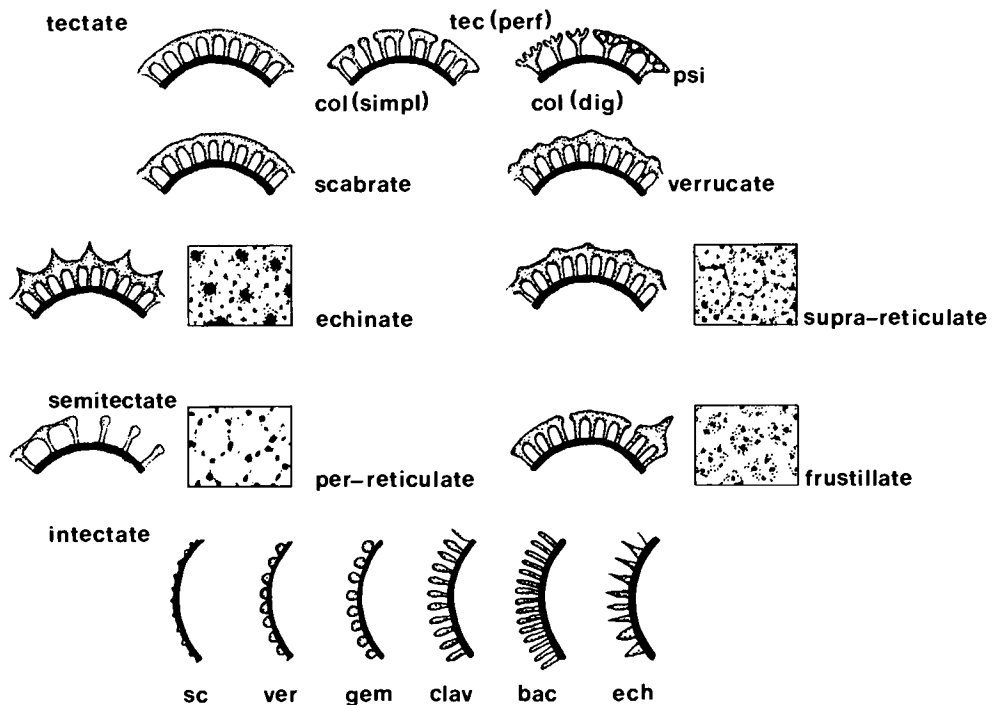 tectate
tec (perf)
psi
col (simpl)
col (dig)
scabrate
verrucate
echinate
supra-reticulate
semitectate
per-reticulate
frustillate
intectate
sc ver gem clav bac ech